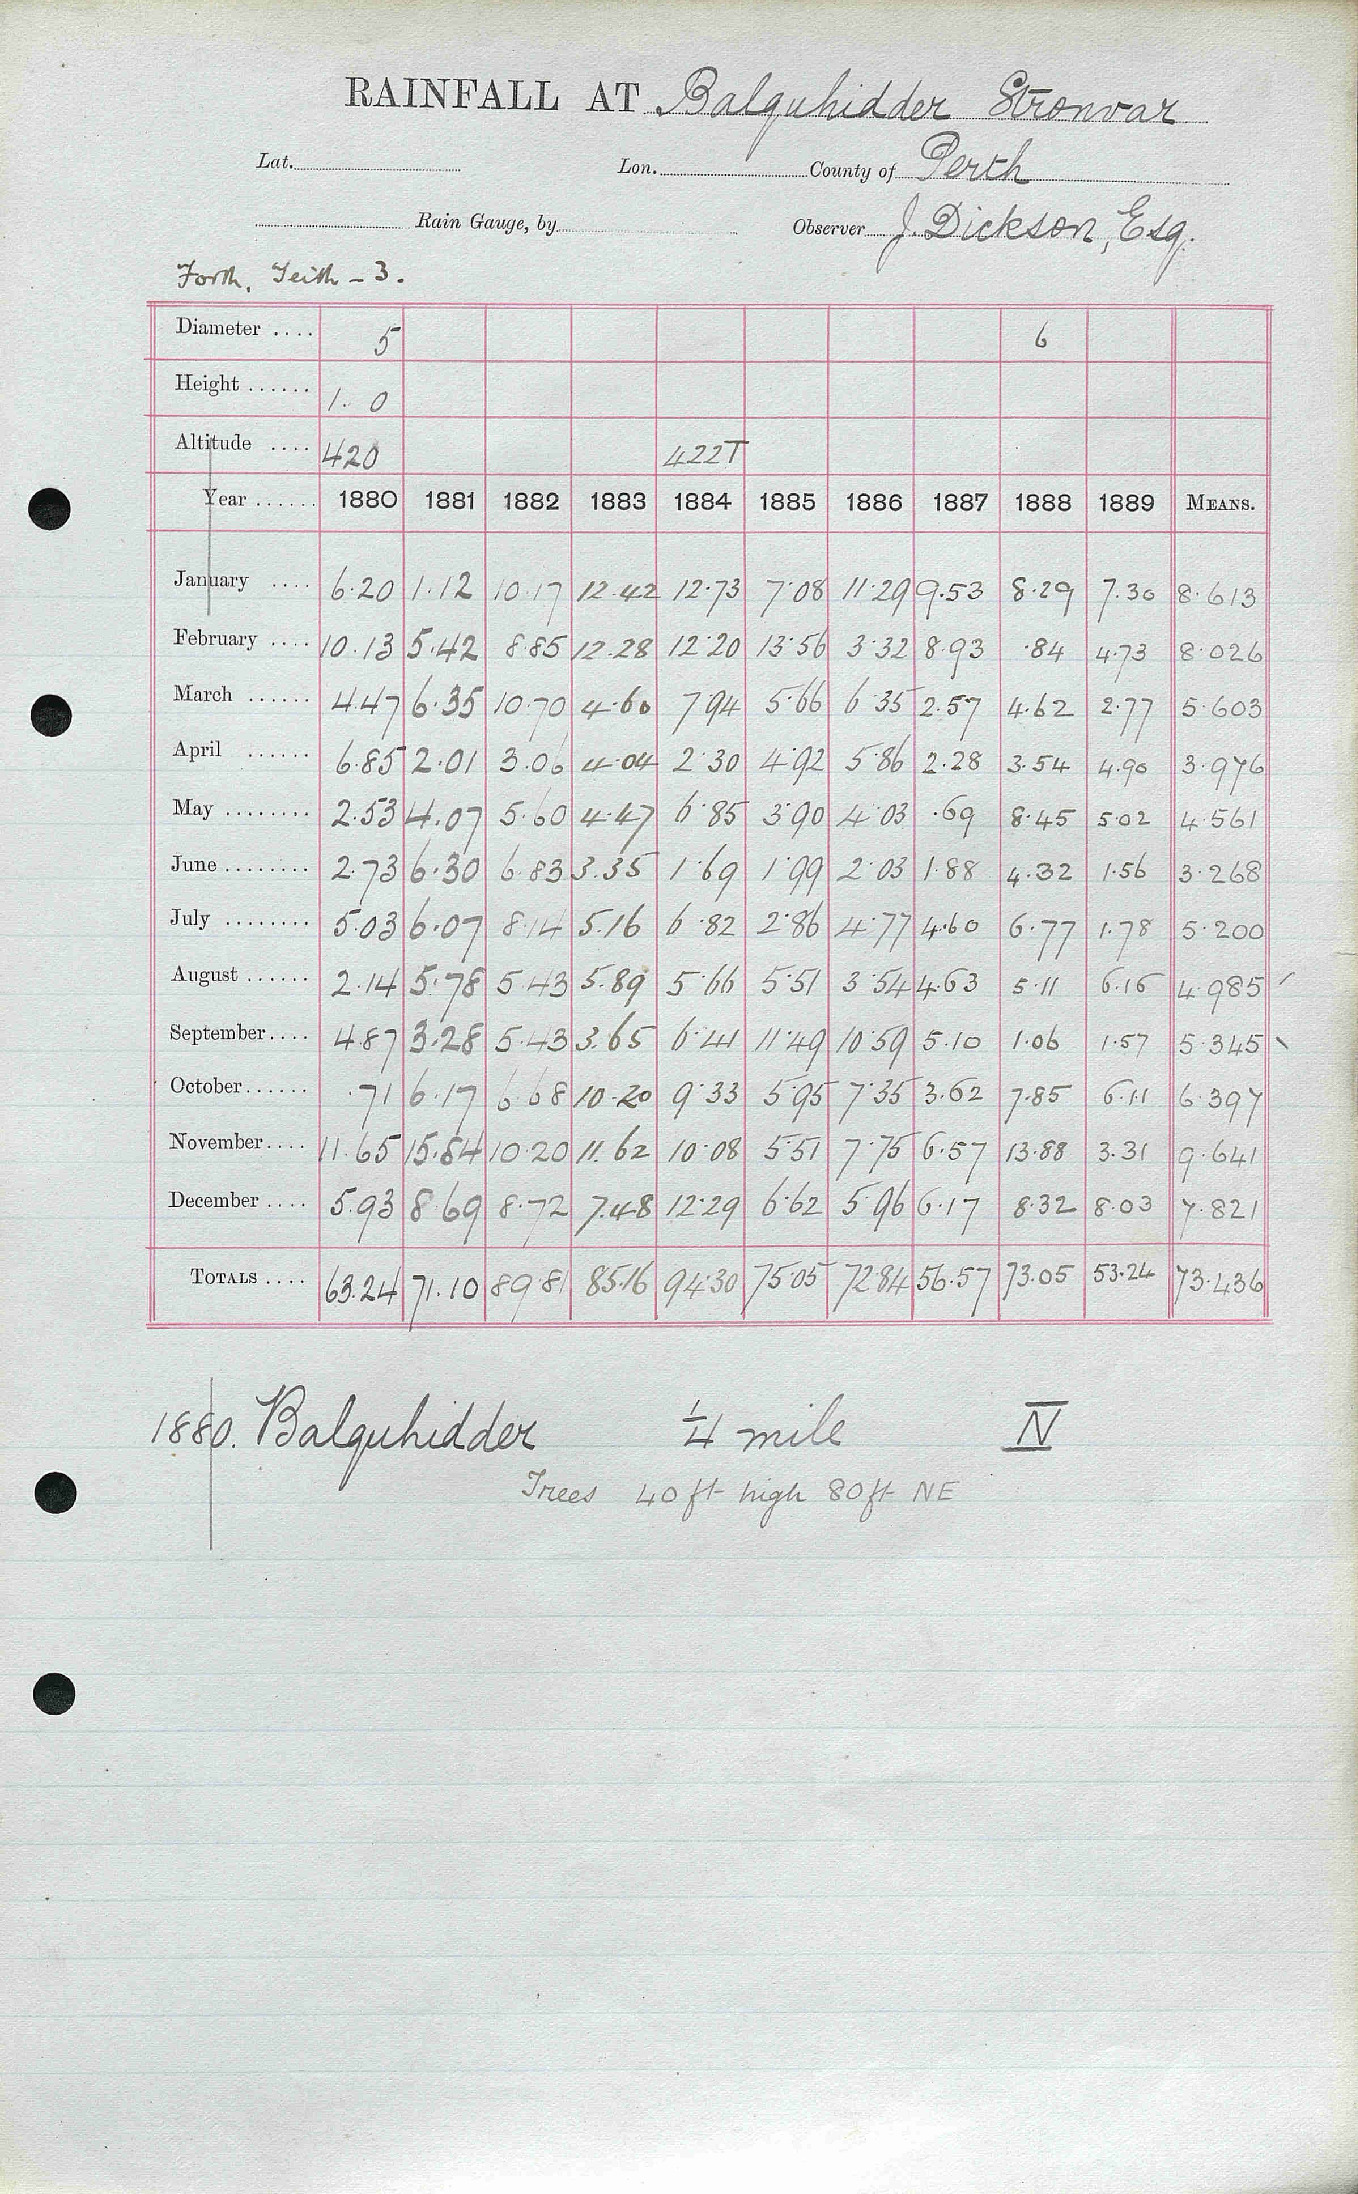 RAINFALL AT Balquhidder Stronvar
Lat. Lon. County of Perth
Rain Gauge, by Observer J. Dickson, Esq.
Forth, Teith - 3.
Diameter .... 5 6
Height ...... 1. 0
Altitude .... 420 422T
Year ...... 1880 1881 1882 1883 1884 1885 1886 1887 1888 1889 MEANS.
January .... 6.20 1.12 10.17 12.42 12.73 7.08 11.29 9.53 8.29 7.30 8.613
February .... 10.13 5.42 8.85 12.28 12.20 13.56 3.32 8.93 .84 4.73 8.026
March ...... 4.47 6.35 10.70 4.60 7.94 5.66 6.35 2.57 4.62 2.77 5.603
April ...... 6.85 2.01 3.06 4.04 2.30 4.92 5.86 2.28 3.54 4.90 3.976
May ........ 2.53 4.07 5.60 4.47 6.85 3.90 4.03 .69 8.45 5.02 4.561
June ........ 2.73 6.30 6.83 3.35 1.69 1.99 2.03 1.88 4.32 1.56 3.268
July ........ 5.03 6.07 8.14 5.16 6.82 2.86 4.77 4.60 6.77 1.78 5.200
August ...... 2.14 5.78 5.43 5.89 5.66 5.51 3.54 4.63 5.11 6.16 4.985
September.... 4.87 3.28 5.43 3.65 6.41 11.49 10.59 5.10 1.06 1.57 5.345
October...... .71 6.17 6.68 10.20 9.33 5.95 7.35 3.62 7.85 6.11 6.397
November.... 11.65 15.84 10.20 11.62 10.08 5.51 7.75 6.57 13.88 3.31 9.641
December .... 5.93 8.69 8.72 7.48 12.29 6.62 5.96 6.17 8.32 8.03 7.821
TOTALS .... 63.24 71.10 89.81 85.16 94.30 75.05 72.84 56.57 73.05 53.24 73.436
1880. Balquhidder 1/4 mile N
Trees 40 ft high 80 ft NE